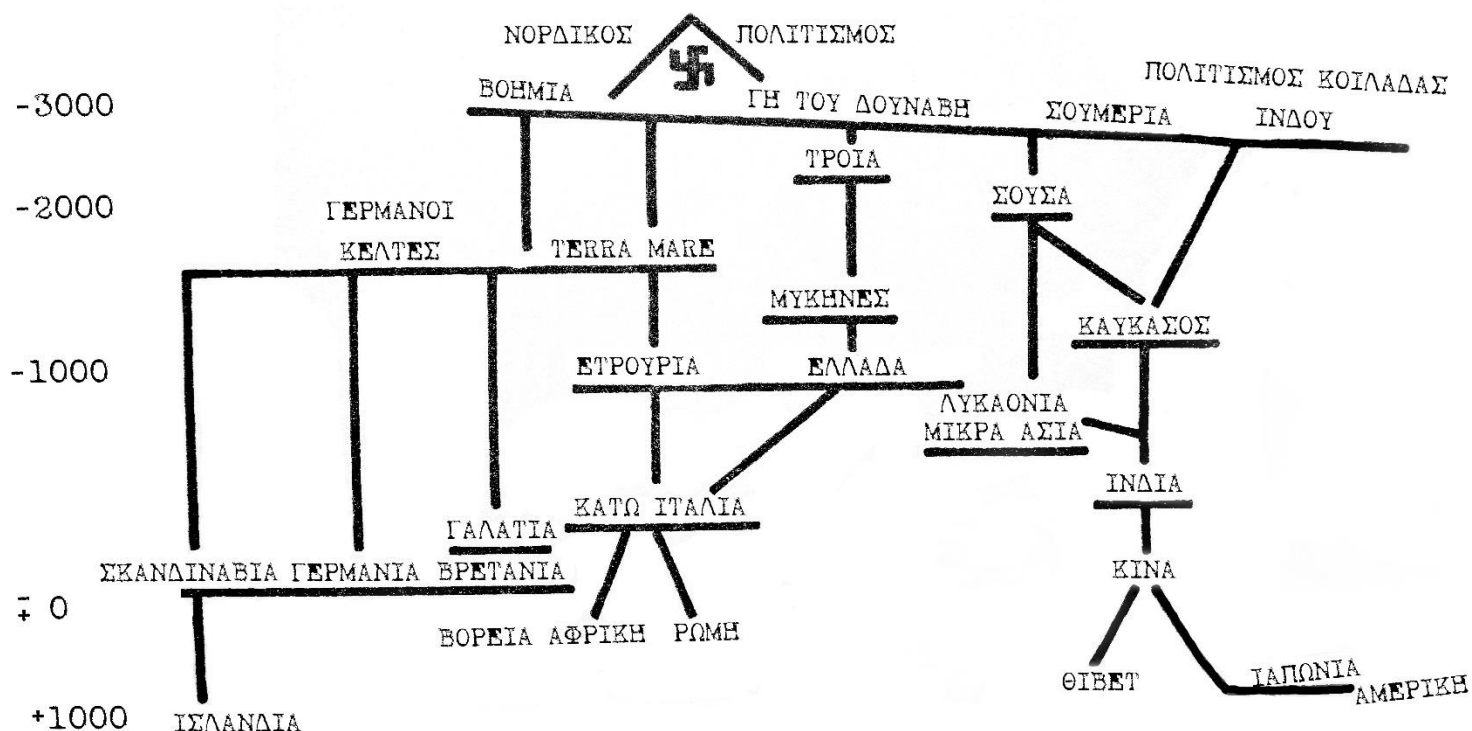 ΝΟΡΔΙΚΟΣ ΠΟΛΙΤΙΣΜΟΣ
ΠΟΛΙΤΙΣΜΟΣ ΚΟΙΛΑΔΑΣ
-3000 ΒΟΗΜΙΑ ΓΗ ΤΟΥ ΔΟΥΝΑΒΗ ΣΟΥΜΕΡΙΑ ΙΝΔΟΥ
ΤΡΟΙΑ
-2000 ΓΕΡΜΑΝΟΙ ΣΟΥΣΑ
ΚΕΛΤΕΣ TERRA MARE
ΜΥΚΗΝΕΣ
ΚΑΥΚΑΣΟΣ
-1000 ΕΤΡΟΥΡΙΑ ΕΛΛΑΔΑ
ΛΥΚΑΟΝΙΑ
ΜΙΚΡΑ ΑΣΙΑ
ΙΝΔΙΑ
ΚΑΤΩ ΙΤΑΛΙΑ
ΓΑΛΑΤΙΑ
ΣΚΑΝΔΙΝΑΒΙΑ ΓΕΡΜΑΝΙΑ ΒΡΕΤΑΝΙΑ ΚΙΝΑ
∓ 0
ΒΟΡΕΙΑ ΑΦΡΙΚΗ ΡΩΜΗ
ΘΙΒΕΤ ΙΑΠΩΝΙΑ
ΑΜΕΡΙΚΗ
+1000 ΙΣΛΑΝΔΙΑ